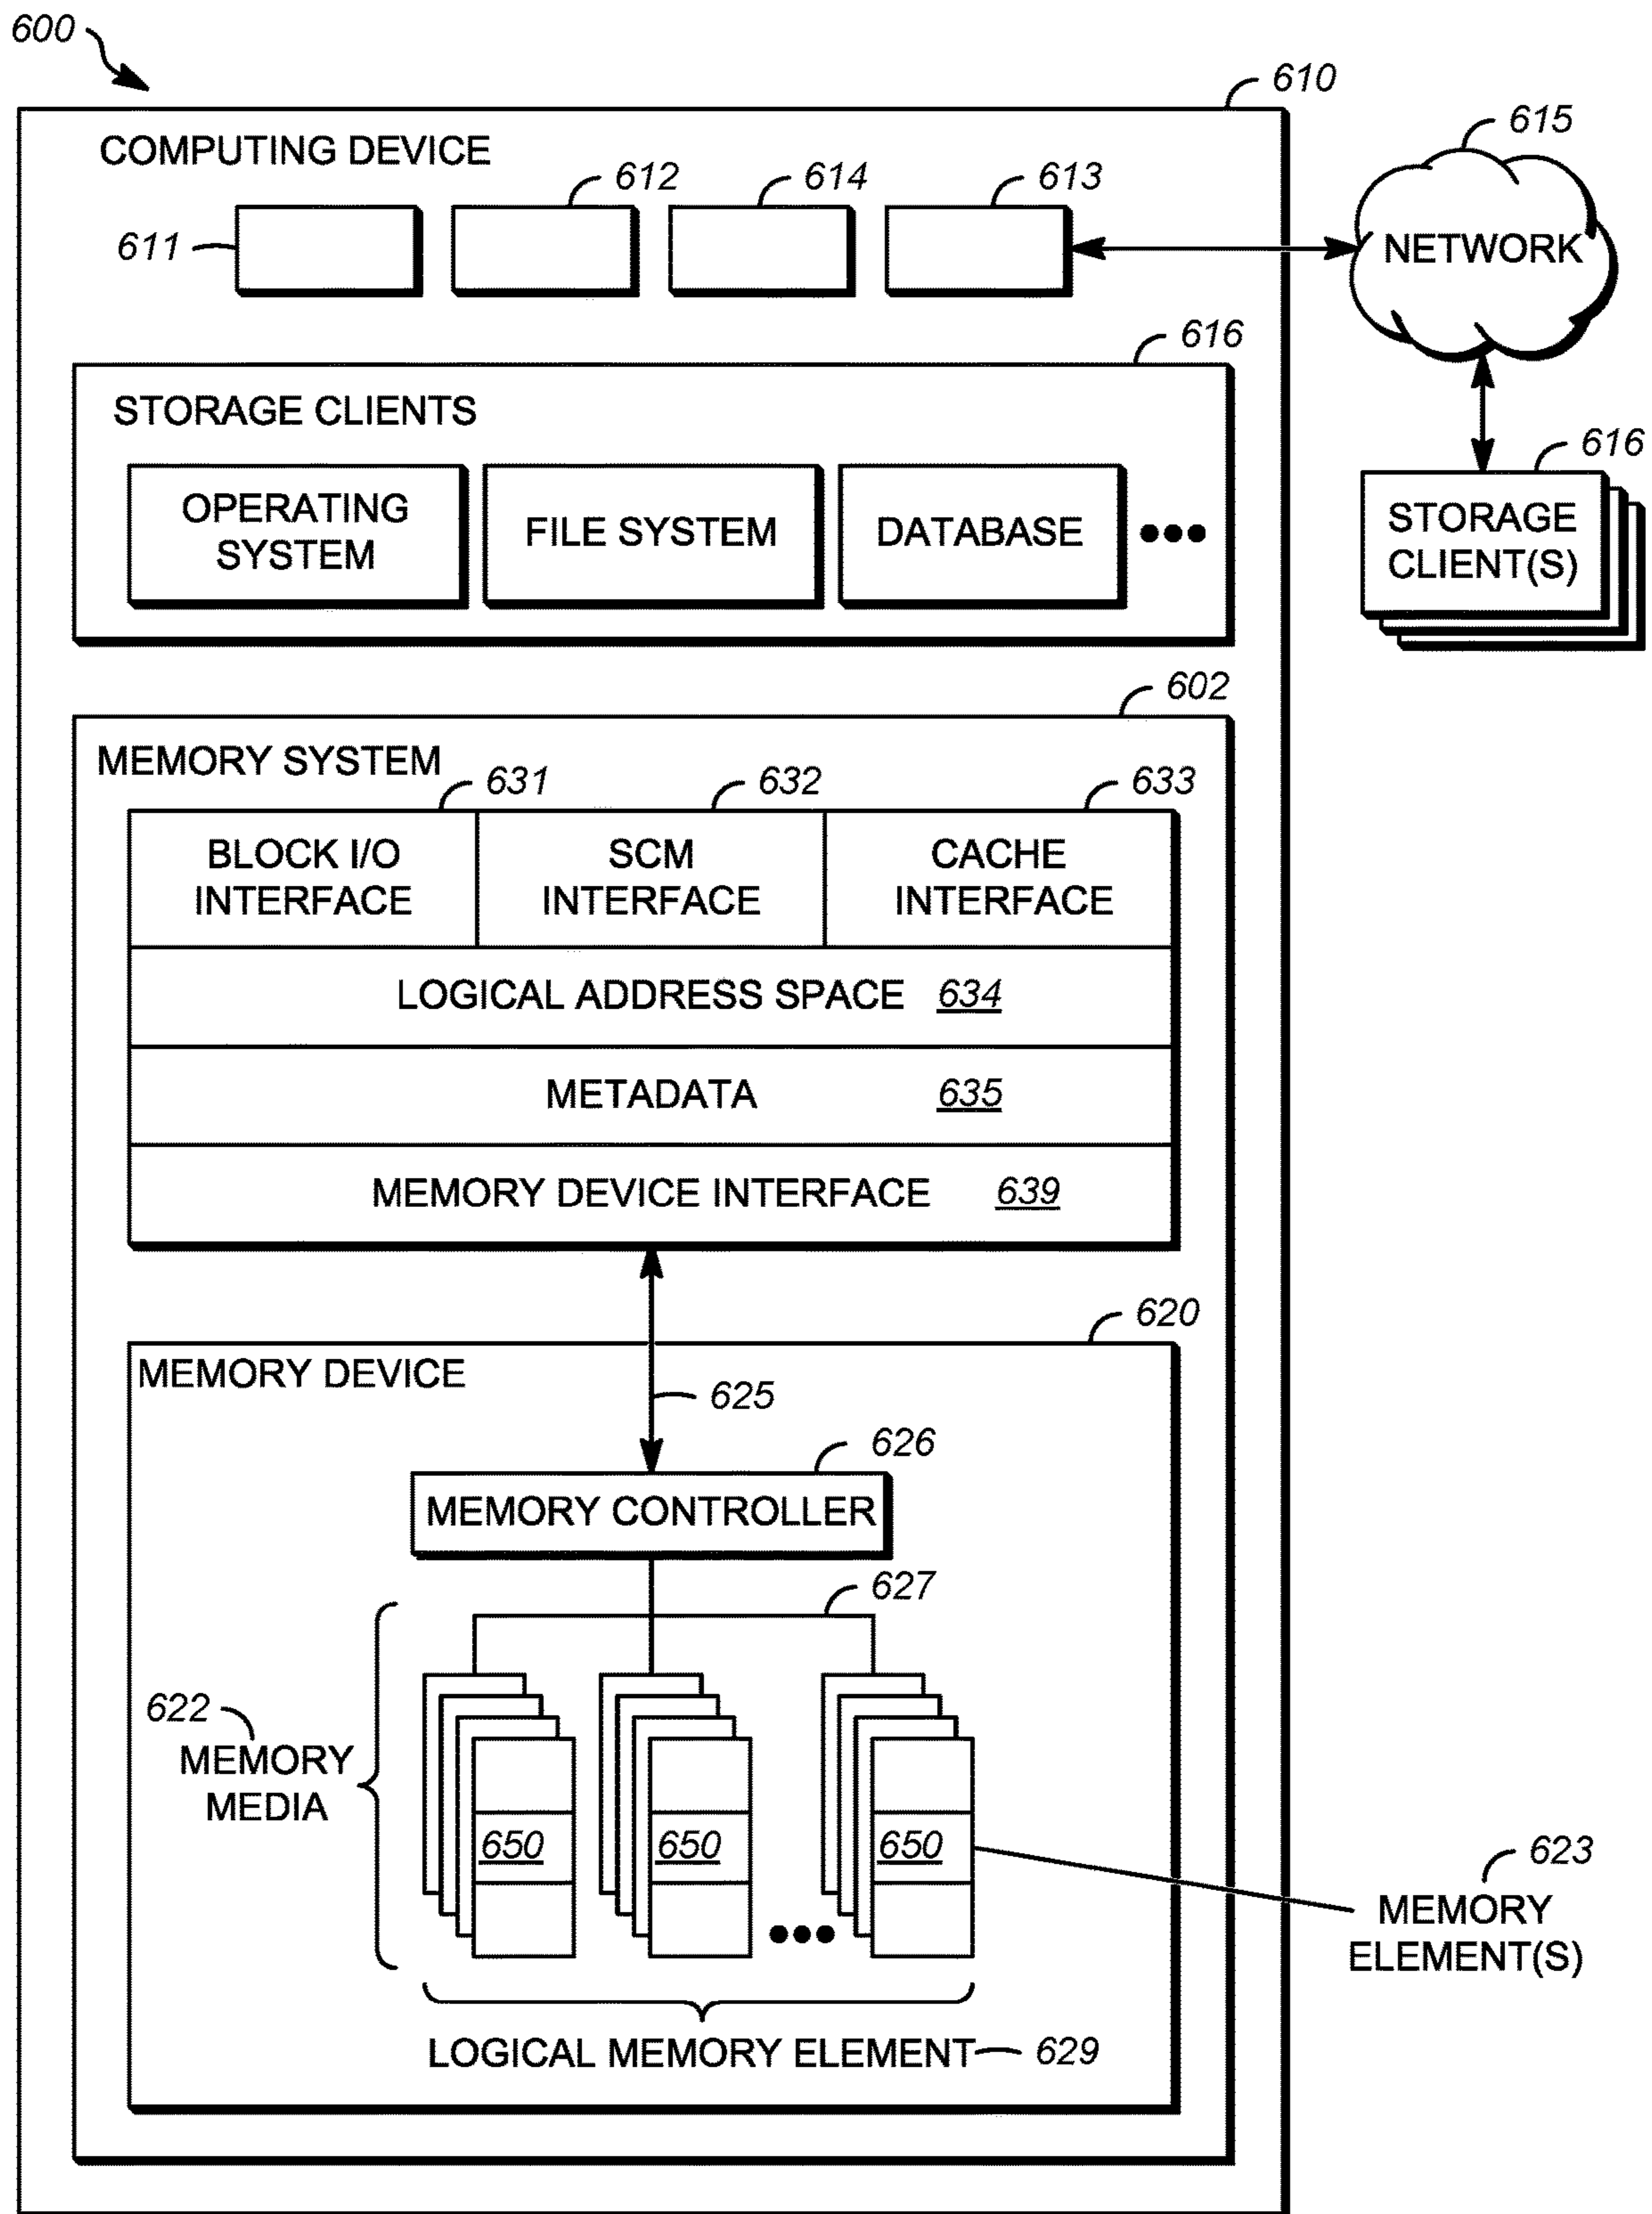 600
610
COMPUTING DEVICE
615
612
614
613
611
NETWORK
616
STORAGE CLIENTS
616
OPERATING
SYSTEM
FILE SYSTEM
DATABASE
STORAGE
CLIENT(S)
602
MEMORY SYSTEM
631
632
633
BLOCK I/O
INTERFACE
SCM
INTERFACE
CACHE
INTERFACE
LOGICAL ADDRESS SPACE 634
METADATA 635
MEMORY DEVICE INTERFACE 639
620
MEMORY DEVICE
625
626
MEMORY CONTROLLER
627
622
MEMORY
MEDIA
650
650
650
623
MEMORY
ELEMENT(S)
LOGICAL MEMORY ELEMENT 629